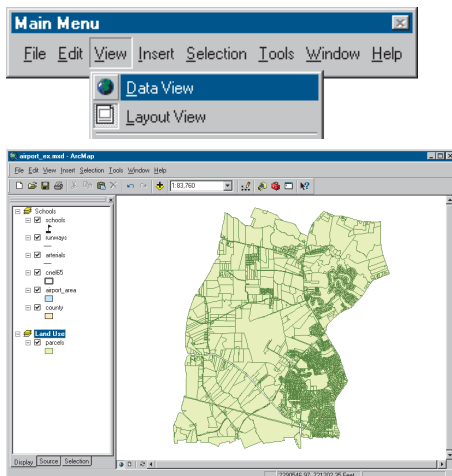 Main Menu
File Edit View Insert Selection Tools Window Help
Data View
Layout View
airport_ex.mxd - ArcMap
File Edit View Insert Selection Tools Window Help
1:83,760
Schools
schools
runways
arterials
cnel65
airport_area
county
Land Use
parcels
Display Source Selection